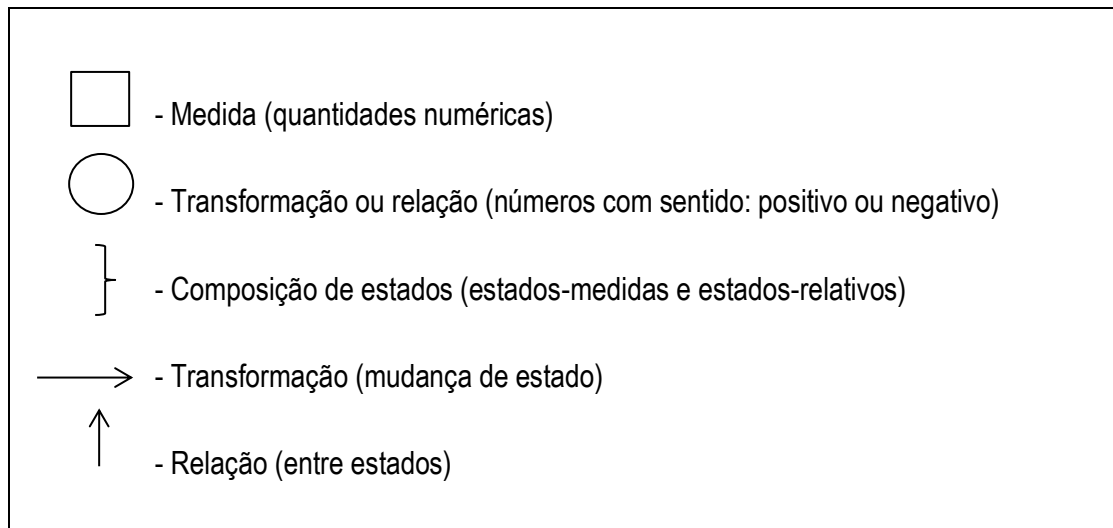 - Medida (quantidades numéricas)
- Transformação ou relação (números com sentido: positivo ou negativo)
- Composição de estados (estados-medidas e estados-relativos)
- Transformação (mudança de estado)
- Relação (entre estados)